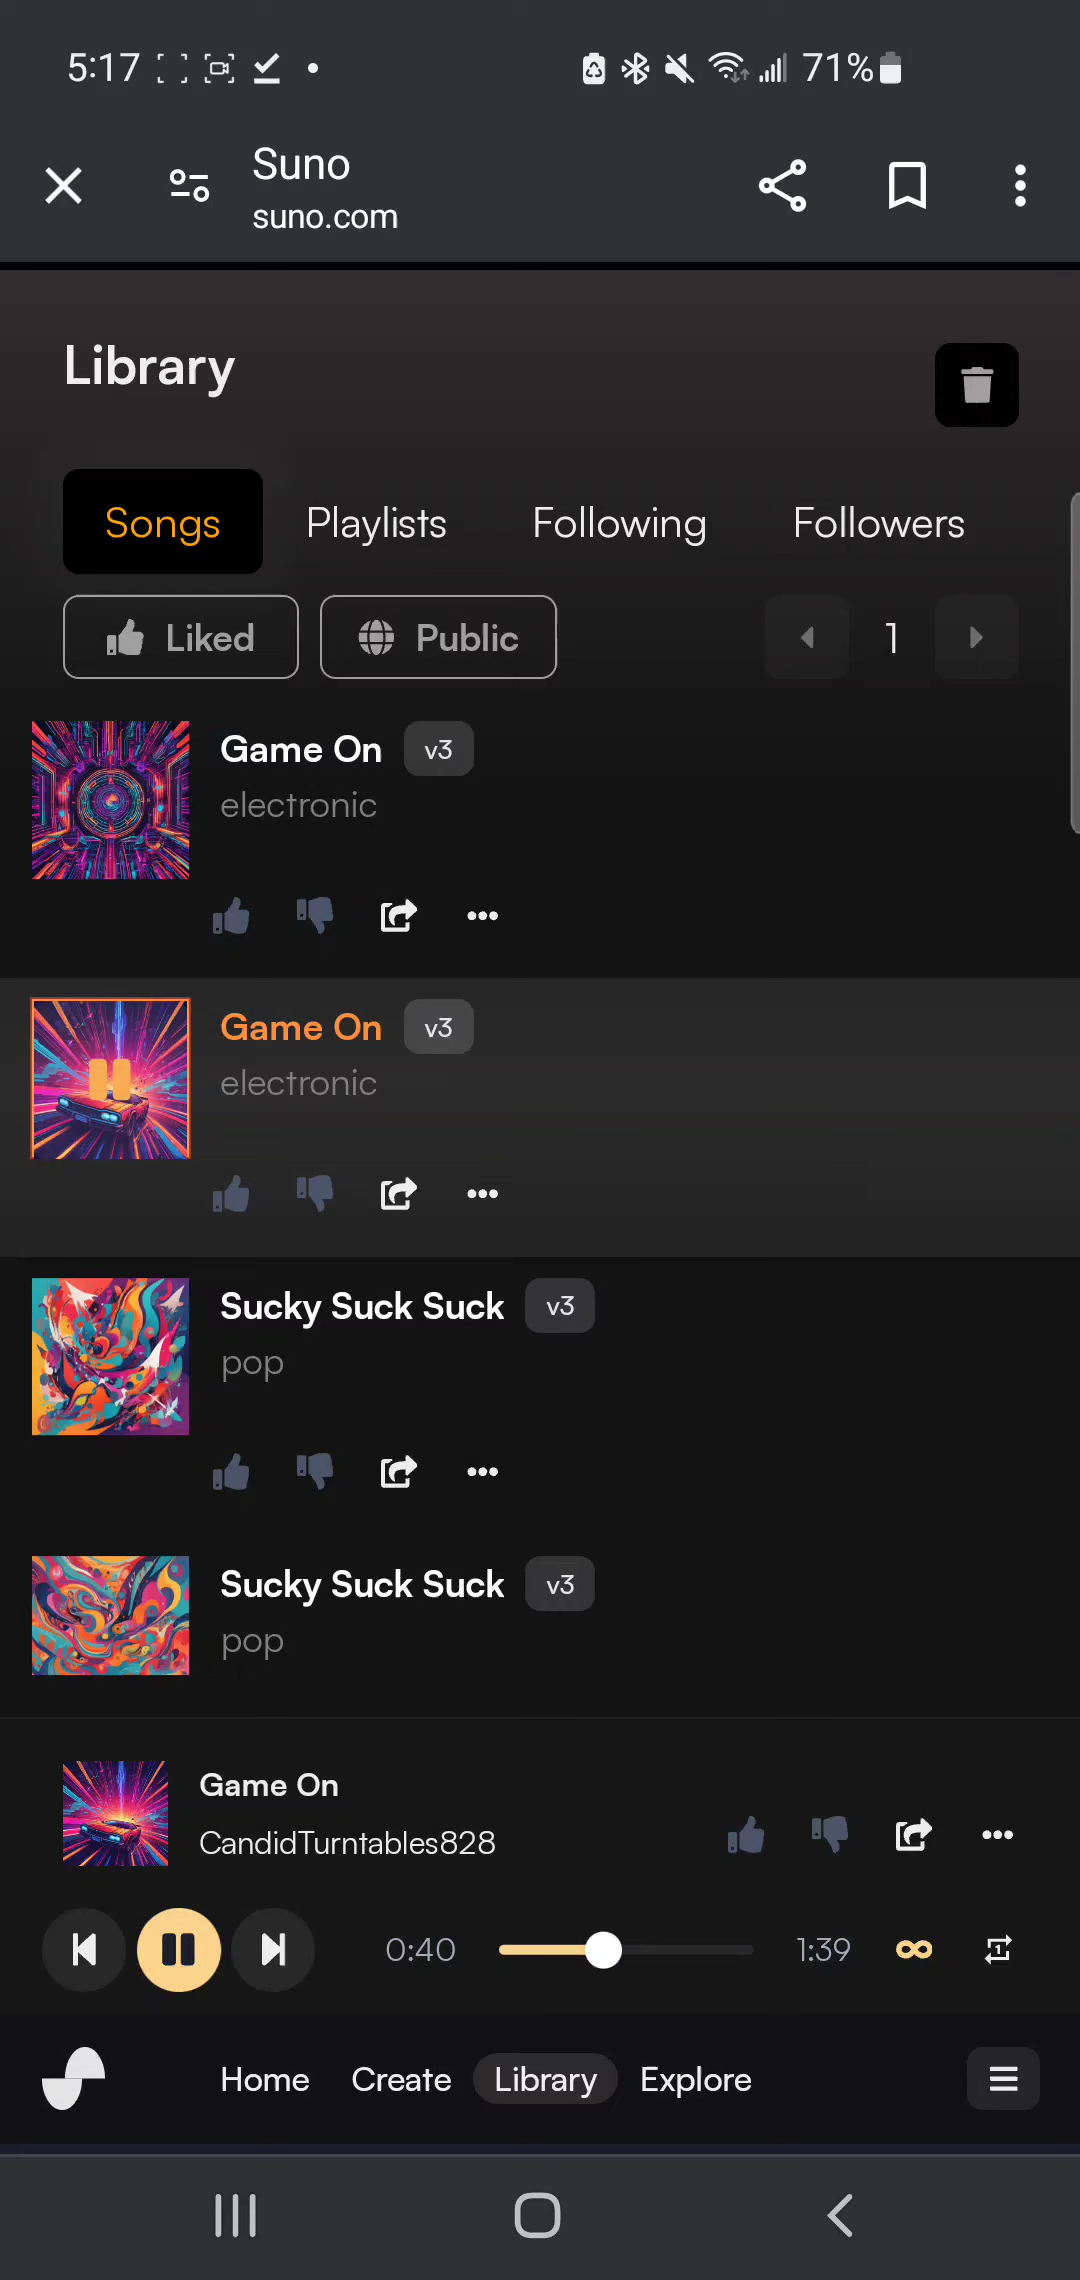 5:17
71%
Suno
suno.com
Library
Songs Playlists Following Followers
Liked Public 1
Game On v3
electronic
Game On v3
electronic
Sucky Suck Suck v3
pop
Sucky Suck Suck v3
pop
Game On
CandidTurntables828
0:40 1:39
Home Create Library Explore